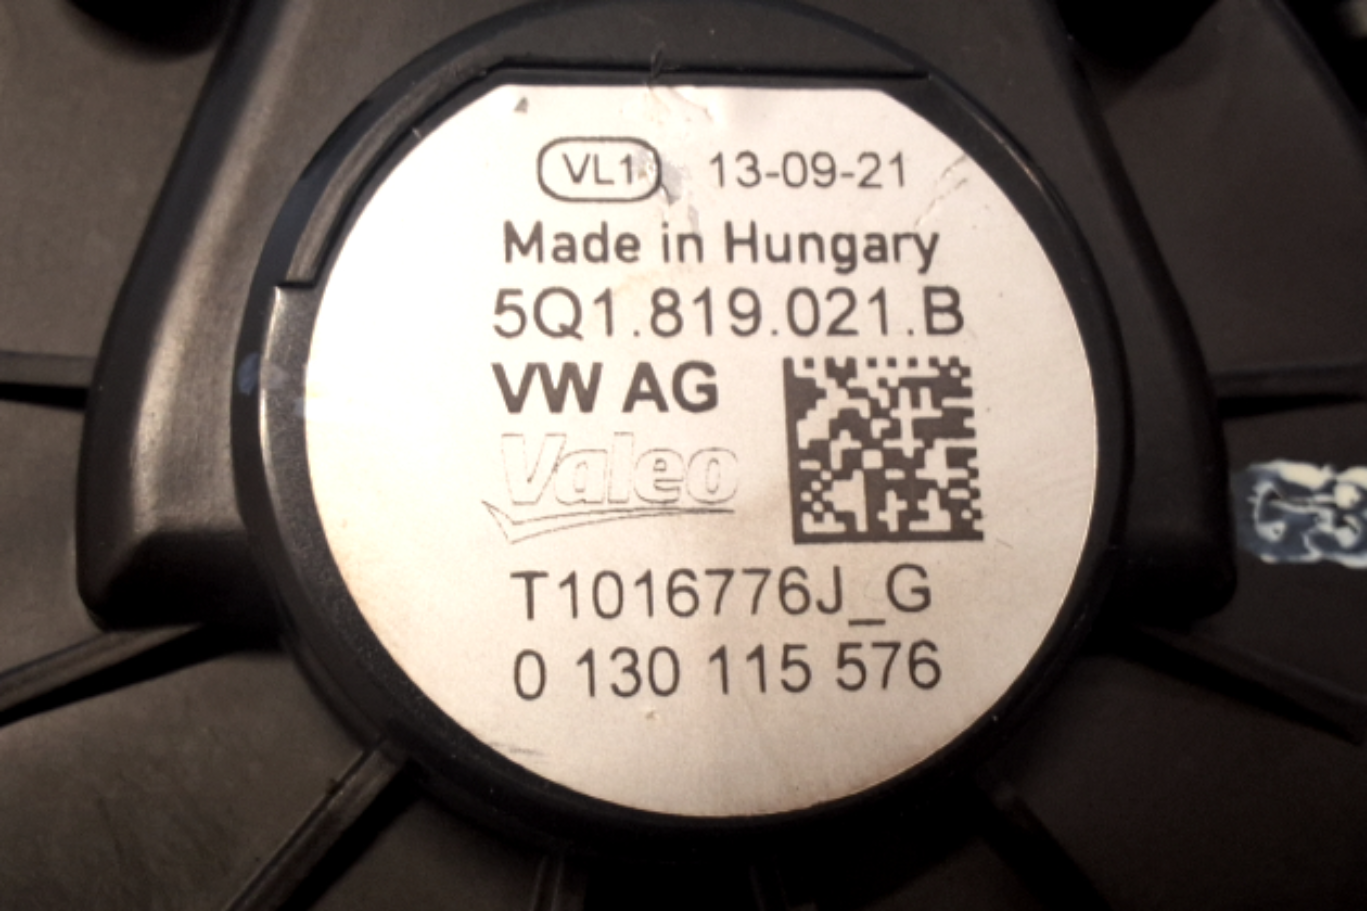 VL1 13-09-21
Made in Hungary
5Q1.819.021.B
VW AG
Valeo
T1016776J_G
0 130 115 576